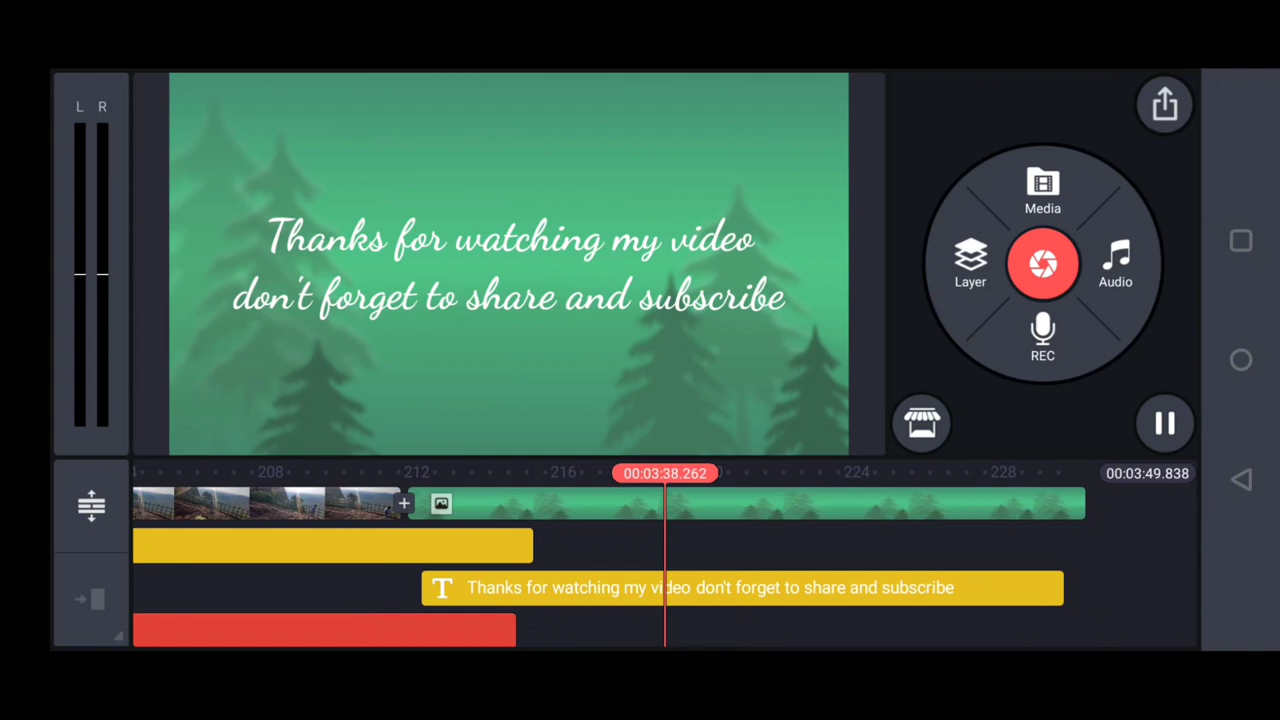 L R
Thanks for watching my video
don't forget to share and subscribe
Media
Layer
Audio
REC
208
212
216
00:03:38.262
224
228
00:03:49.838
T Thanks for watching my video don't forget to share and subscribe